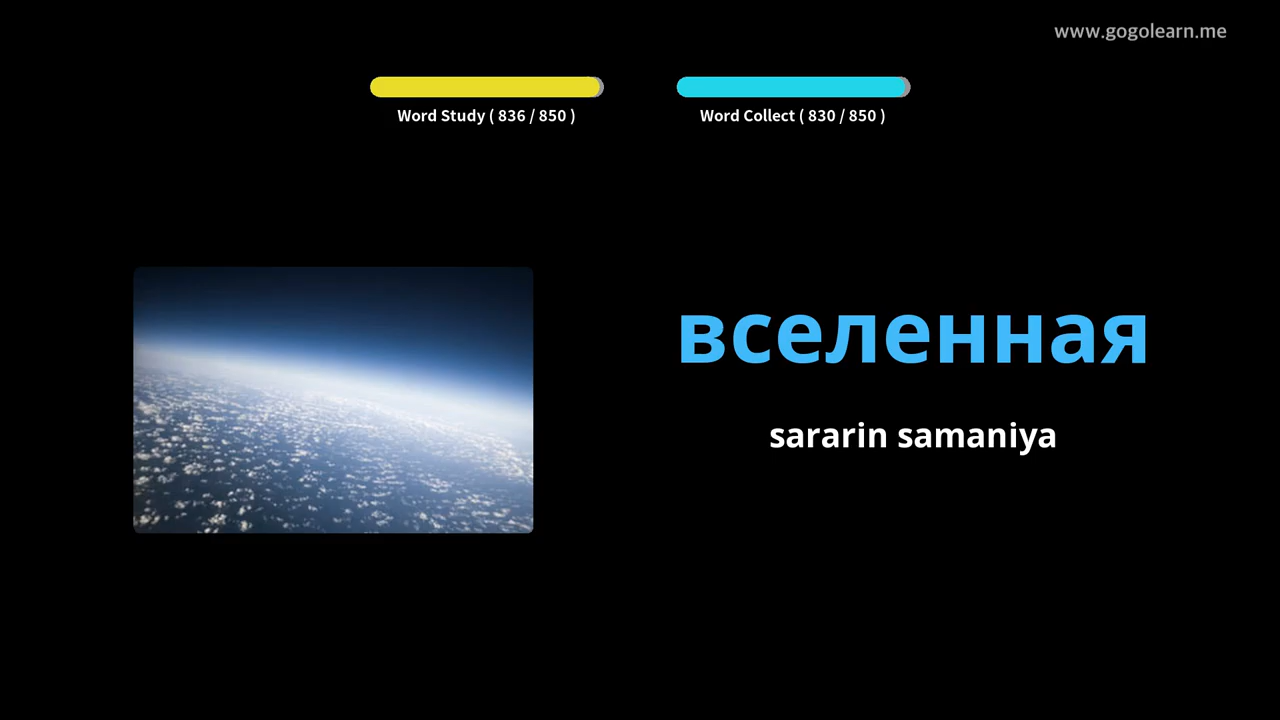 www.gogolearn.me
Word Study ( 836 / 850 )
Word Collect ( 830 / 850 )
вселенная
sararin samaniya